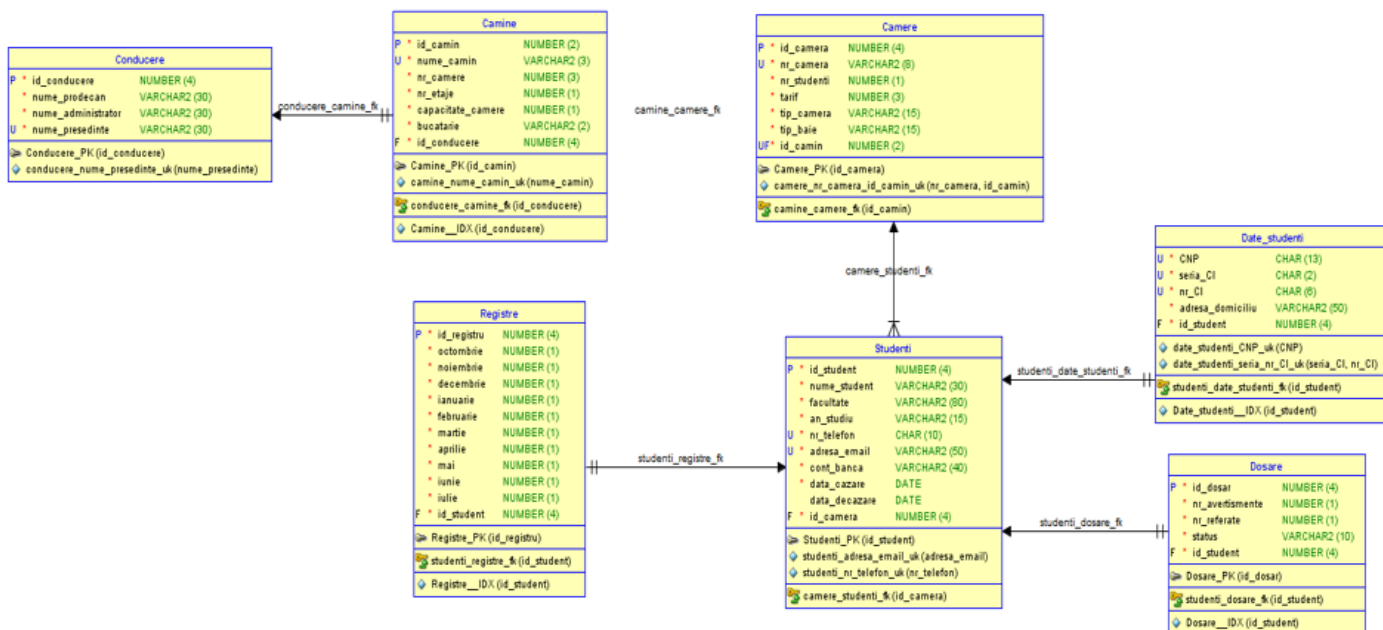 Conducere
P * id_conducere NUMBER (4)
* nume_prodecan VARCHAR2 (30)
* nume_administrator VARCHAR2 (30)
U * nume_presedinte VARCHAR2 (30)
Conducere_PK (id_conducere)
conducere_nume_presedinte_uk (nume_presedinte)
conducere_camine_fk
Camine
P * id_camin NUMBER (2)
U * nume_camin VARCHAR2 (3)
* nr_camere NUMBER (3)
* nr_etaje NUMBER (1)
* capacitate_camere NUMBER (1)
* bucatarie VARCHAR2 (2)
F * id_conducere NUMBER (4)
Camine_PK (id_camin)
camine_nume_camin_uk (nume_camin)
conducere_camine_fk (id_conducere)
Camine__IDX (id_conducere)
camine_camere_fk
Camere
P * id_camera NUMBER (4)
U * nr_camera VARCHAR2 (8)
* nr_studenti NUMBER (1)
* tarif NUMBER (3)
* tip_camera VARCHAR2 (15)
* tip_baie VARCHAR2 (15)
UF* id_camin NUMBER (2)
Camere_PK (id_camera)
camere_nr_camera_id_camin_uk (nr_camera, id_camin)
camine_camere_fk (id_camin)
camere_studenti_fk
Date_studenti
U * CNP CHAR (13)
U * seria_CI CHAR (2)
U * nr_CI CHAR (6)
* adresa_domiciliu VARCHAR2 (50)
F * id_student NUMBER (4)
date_studenti_CNP_uk (CNP)
date_studenti_seria_nr_CI_uk (seria_CI, nr_CI)
studenti_date_studenti_fk (id_student)
Date_studenti__IDX (id_student)
studenti_date_studenti_fk
Registre
P * id_registru NUMBER (4)
* octombrie NUMBER (1)
* noiembrie NUMBER (1)
* decembrie NUMBER (1)
* ianuarie NUMBER (1)
* februarie NUMBER (1)
* martie NUMBER (1)
* aprilie NUMBER (1)
* mai NUMBER (1)
* iunie NUMBER (1)
* iulie NUMBER (1)
F * id_student NUMBER (4)
Registre_PK (id_registru)
studenti_registre_fk (id_student)
Registre__IDX (id_student)
studenti_registre_fk
Studenti
P * id_student NUMBER (4)
* nume_student VARCHAR2 (30)
* facultate VARCHAR2 (80)
* an_studiu VARCHAR2 (15)
U * nr_telefon CHAR (10)
U * adresa_email VARCHAR2 (50)
* cont_banca VARCHAR2 (40)
* data_cazare DATE
data_decazare DATE
F * id_camera NUMBER (4)
Studenti_PK (id_student)
studenti_adresa_email_uk (adresa_email)
studenti_nr_telefon_uk (nr_telefon)
camere_studenti_fk (id_camera)
studenti_dosare_fk
Dosare
P * id_dosar NUMBER (4)
* nr_avertismente NUMBER (1)
* nr_referate NUMBER (1)
* status VARCHAR2 (10)
F * id_student NUMBER (4)
Dosare_PK (id_dosar)
studenti_dosare_fk (id_student)
Dosare__IDX (id_student)